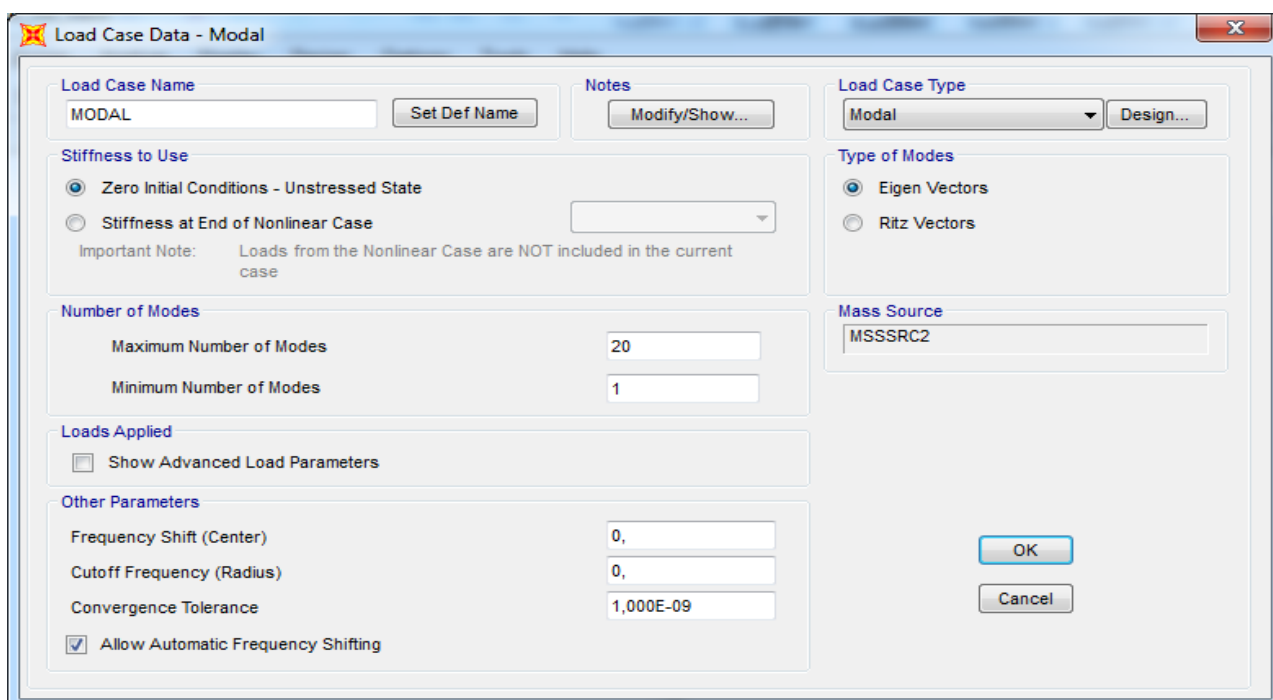 Load Case Data - Modal
Load Case Name
MODAL
Set Def Name
Notes
Modify/Show...
Load Case Type
Modal
Design...
Stiffness to Use
Zero Initial Conditions - Unstressed State
Stiffness at End of Nonlinear Case
Important Note: Loads from the Nonlinear Case are NOT included in the current
case
Type of Modes
Eigen Vectors
Ritz Vectors
Number of Modes
Maximum Number of Modes 20
Minimum Number of Modes 1
Mass Source
MSSSRC2
Loads Applied
Show Advanced Load Parameters
Other Parameters
Frequency Shift (Center) 0,
Cutoff Frequency (Radius) 0,
Convergence Tolerance 1,000E-09
Allow Automatic Frequency Shifting
OK
Cancel